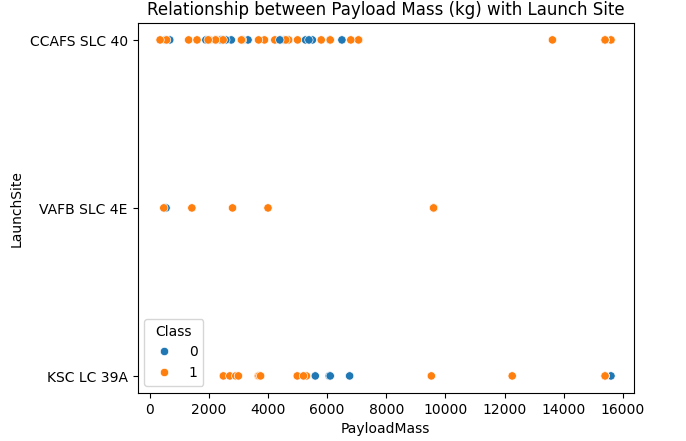 Relationship between Payload Mass (kg) with Launch Site
CCAFS SLC 40
VAFB SLC 4E
KSC LC 39A
LaunchSite
Class
0
1
0 2000 4000 6000 8000 10000 12000 14000 16000
PayloadMass